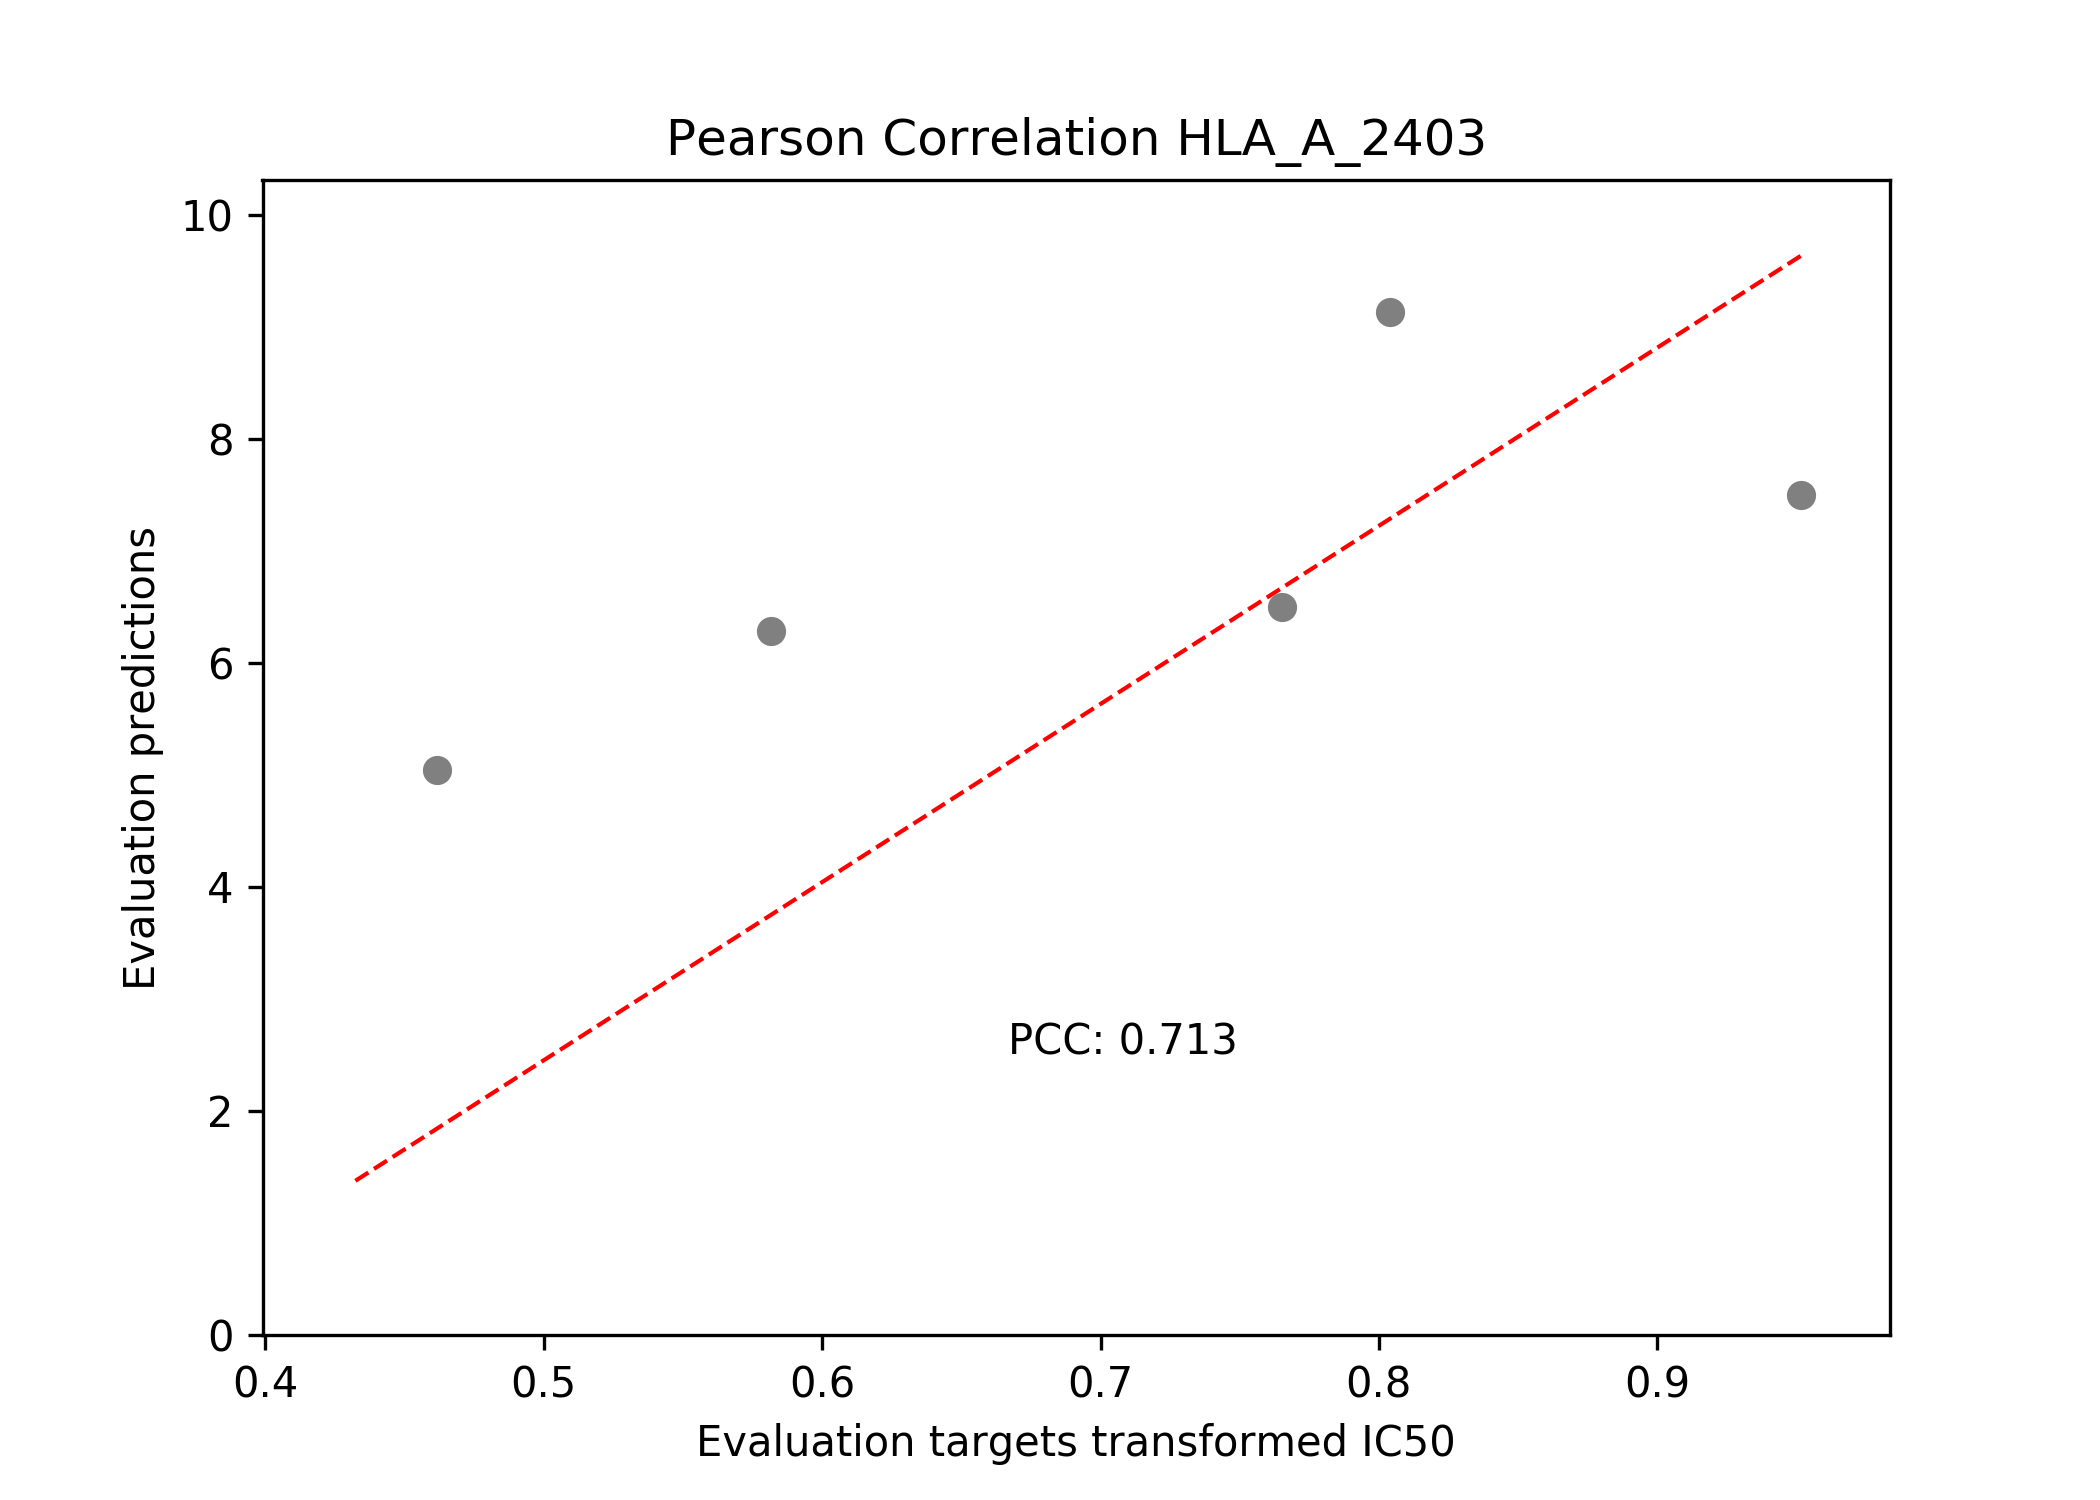 Pearson Correlation HLA_A_2403
10
8
6
4
2
0
Evaluation predictions
PCC: 0.713
0.4 0.5 0.6 0.7 0.8 0.9
Evaluation targets transformed IC50